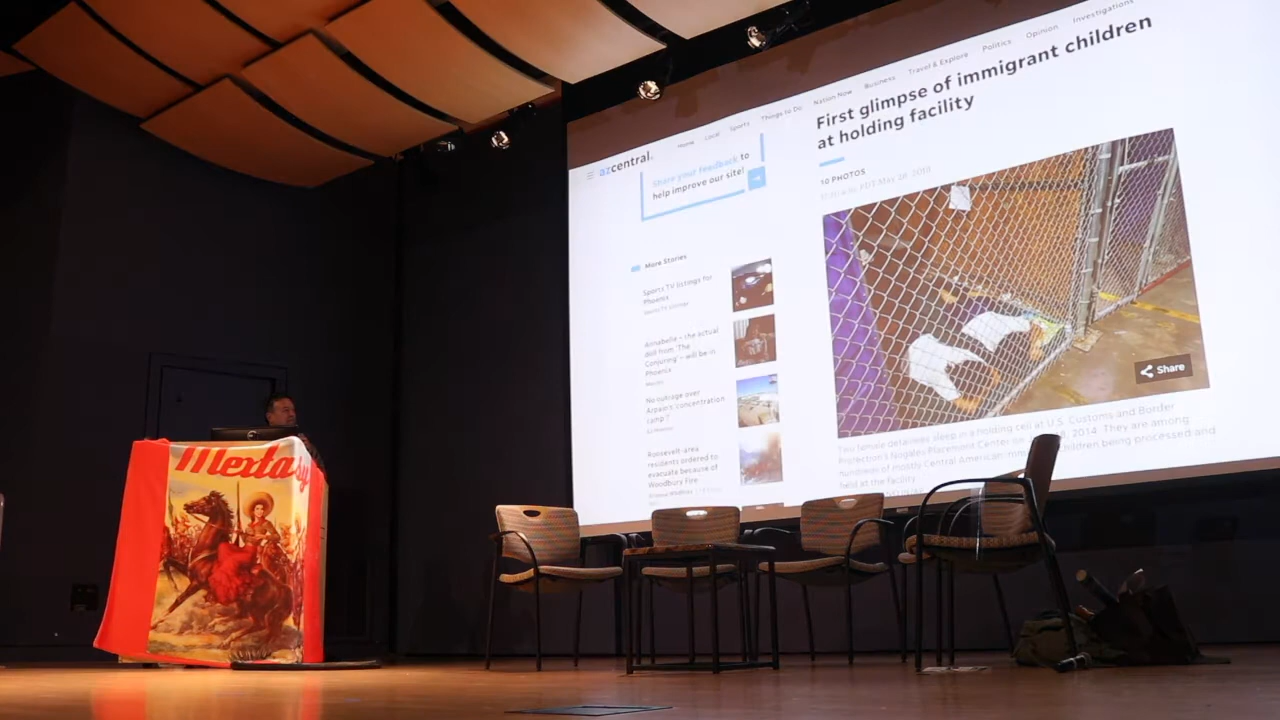 Home Local Sports Things to Do Nation Now Business Travel & Explore Politics Opinion Investigations
azcentral.
Share your feedback to
help improve our site!
First glimpse of immigrant children
at holding facility
10 PHOTOS
More Stories
Sports TV listings for
Phoenix
Annabelle – the actual
doll from 'The
Conjuring' – will be in
Phoenix
No outrage over
Arpaio's 'concentration
camp'?
Roosevelt-area
residents ordered to
evacuate because of
Woodbury Fire
Share
Two female detainees sleep in a holding cell at U.S. Customs and Border
Protection's Nogales Placement Center on 18, 2014. They are among
hundreds of mostly Central American children being processed and
held at the facility.
Mextasy